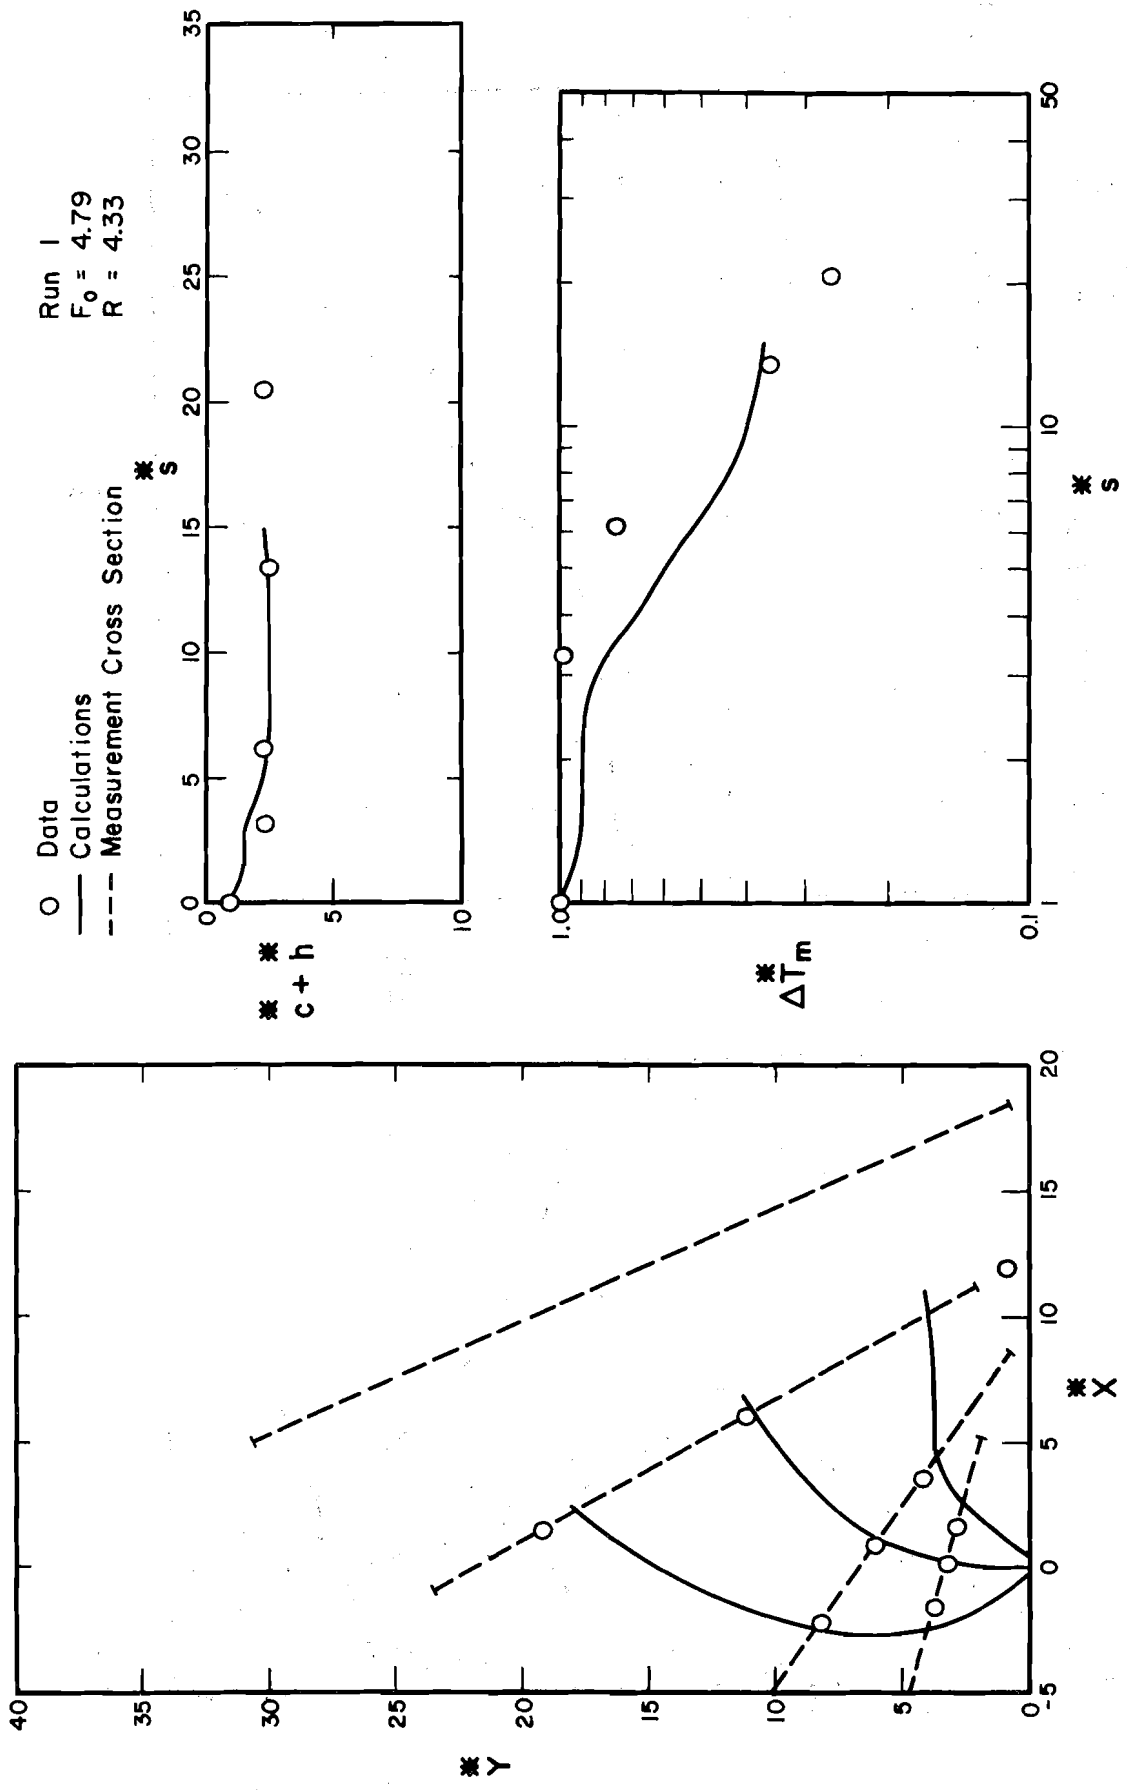 O Data
— Calculations
--- Measurement Cross Section
Run 1
F₀ = 4.79
R = 4.33
*s
0 5 10 15 20 25 30 35
0
5
10
*c + *h
1.0
0.1
Δ*Tm
1 10 50
*s
40
35
30
25
20
15
10
5
0
*Y
-5 0 5 10 15 20
*X